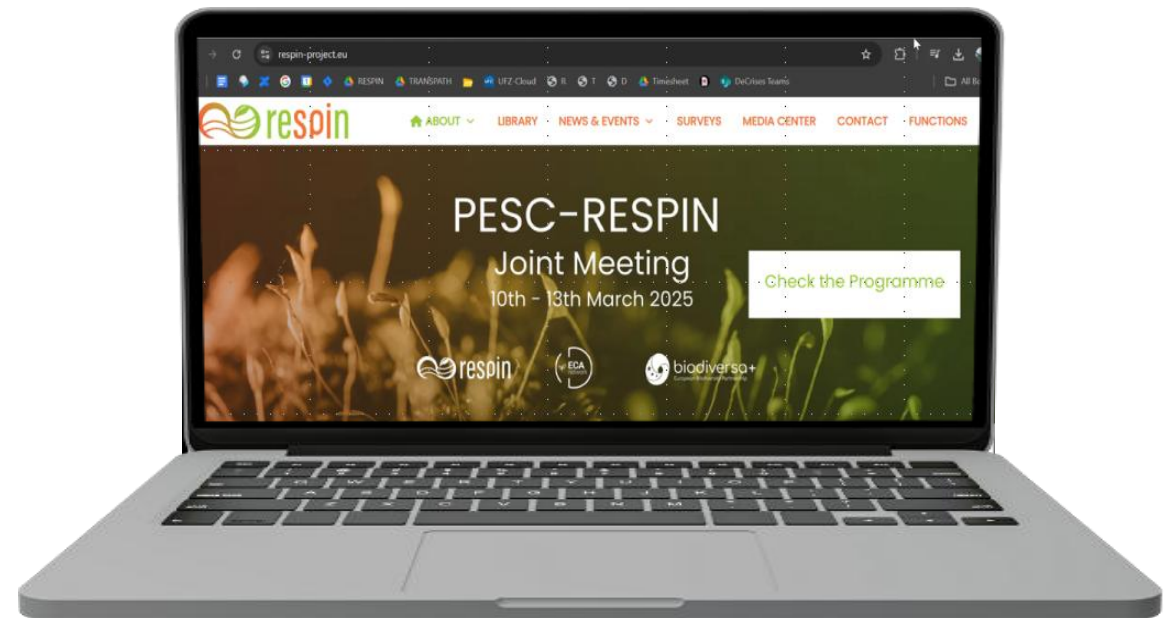 respin-project.eu
RESPIN TRANSPATH UFZ-Cloud R T D Timesheet DeCrises Teams All Bo
respin ABOUT LIBRARY NEWS & EVENTS SURVEYS MEDIA CENTER CONTACT FUNCTIONS
PESC-RESPIN
Joint Meeting
10th - 13th March 2025
Check the Programme
respin ECA biodiversa+